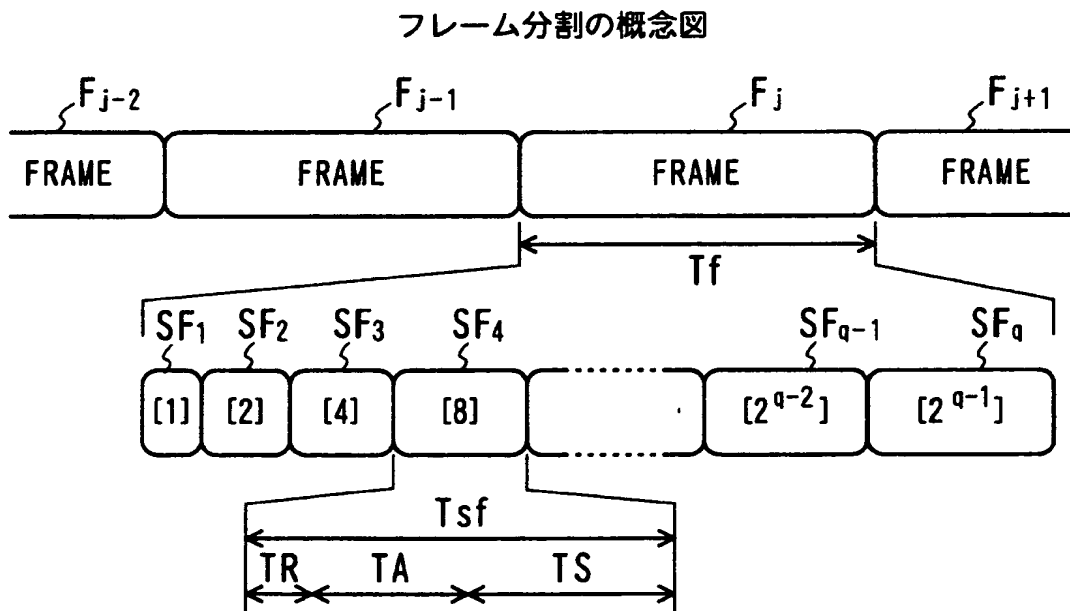 フレーム分割の概念図
Fj-2 Fj-1 Fj Fj+1
FRAME FRAME FRAME FRAME
Tf
SF1 SF2 SF3 SF4 SFq-1 SFq
[1] [2] [4] [8] [2^q-2] [2^q-1]
Tsf
TR TA TS